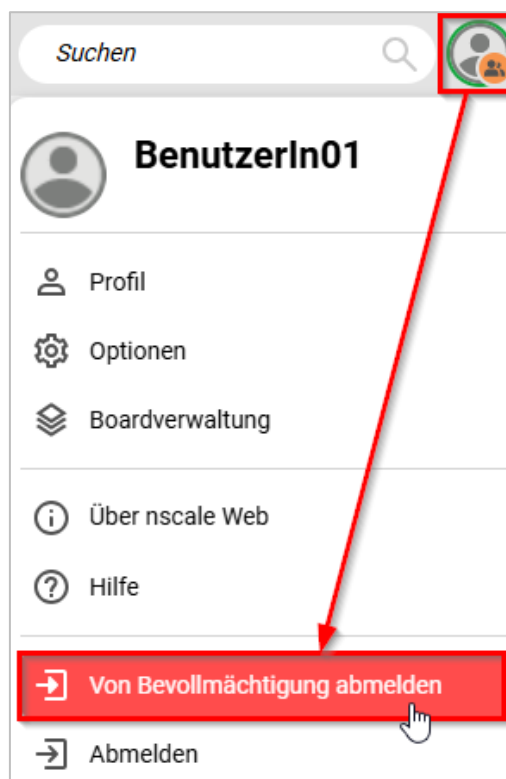 Suchen
BenutzerIn01
Profil
Optionen
Boardverwaltung
Über nscale Web
Hilfe
Von Bevollmächtigung abmelden
Abmelden